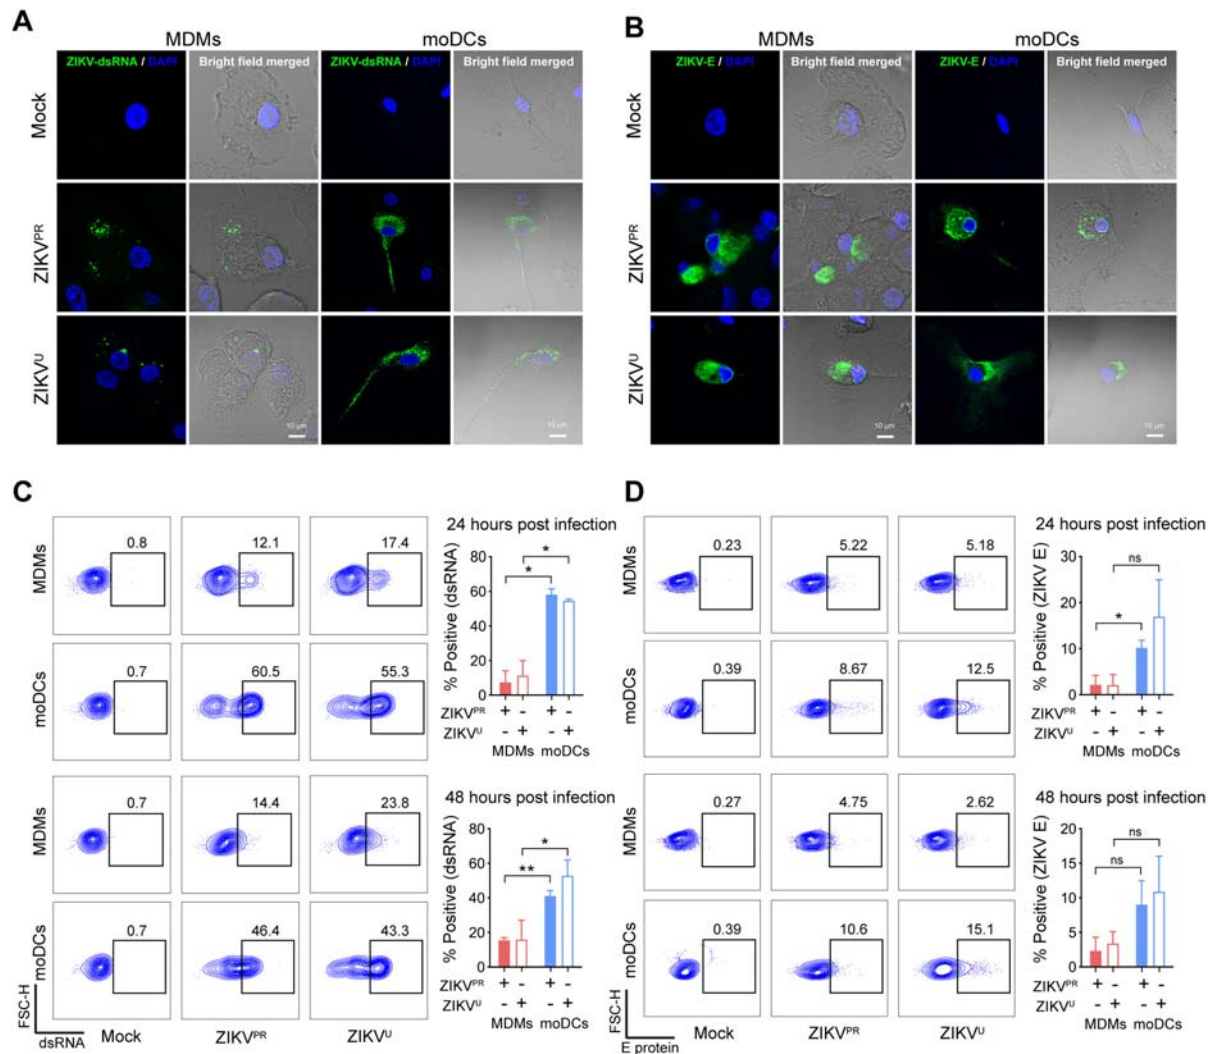 A
MDMs
moDCs
ZIKV-dsRNA / DAPI
Bright field merged
ZIKV-dsRNA / DAPI
Bright field merged
Mock
ZIKVᴾᴿ
ZIKVᵁ
10 µm
10 µm
B
MDMs
moDCs
ZIKV-E / DAPI
Bright field merged
ZIKV-E / DAPI
Bright field merged
Mock
ZIKVᴾᴿ
ZIKVᵁ
10 µm
10 µm
C
MDMs
0.8
12.1
17.4
moDCs
0.7
60.5
55.3
MDMs
0.7
14.4
23.8
moDCs
0.7
46.4
43.3
FSC-H
dsRNA
Mock
ZIKVᴾᴿ
ZIKVᵁ
24 hours post infection
% Positive (dsRNA)
80
60
40
20
0
*
*
ZIKVᴾᴿ + - + -
ZIKVᵁ - + - +
MDMs moDCs
48 hours post infection
% Positive (dsRNA)
80
60
40
20
0
**
*
ZIKVᴾᴿ + - + -
ZIKVᵁ - + - +
MDMs moDCs
D
MDMs
0.23
5.22
5.18
moDCs
0.39
8.67
12.5
MDMs
0.27
4.75
2.62
moDCs
0.39
10.6
15.1
FSC-H
E protein
Mock
ZIKVᴾᴿ
ZIKVᵁ
24 hours post infection
% Positive (ZIKV E)
30
20
10
0
*
ns
ZIKVᴾᴿ + - + -
ZIKVᵁ - + - +
MDMs moDCs
48 hours post infection
% Positive (ZIKV E)
20
15
10
5
0
ns
ns
ZIKVᴾᴿ + - + -
ZIKVᵁ - + - +
MDMs moDCs